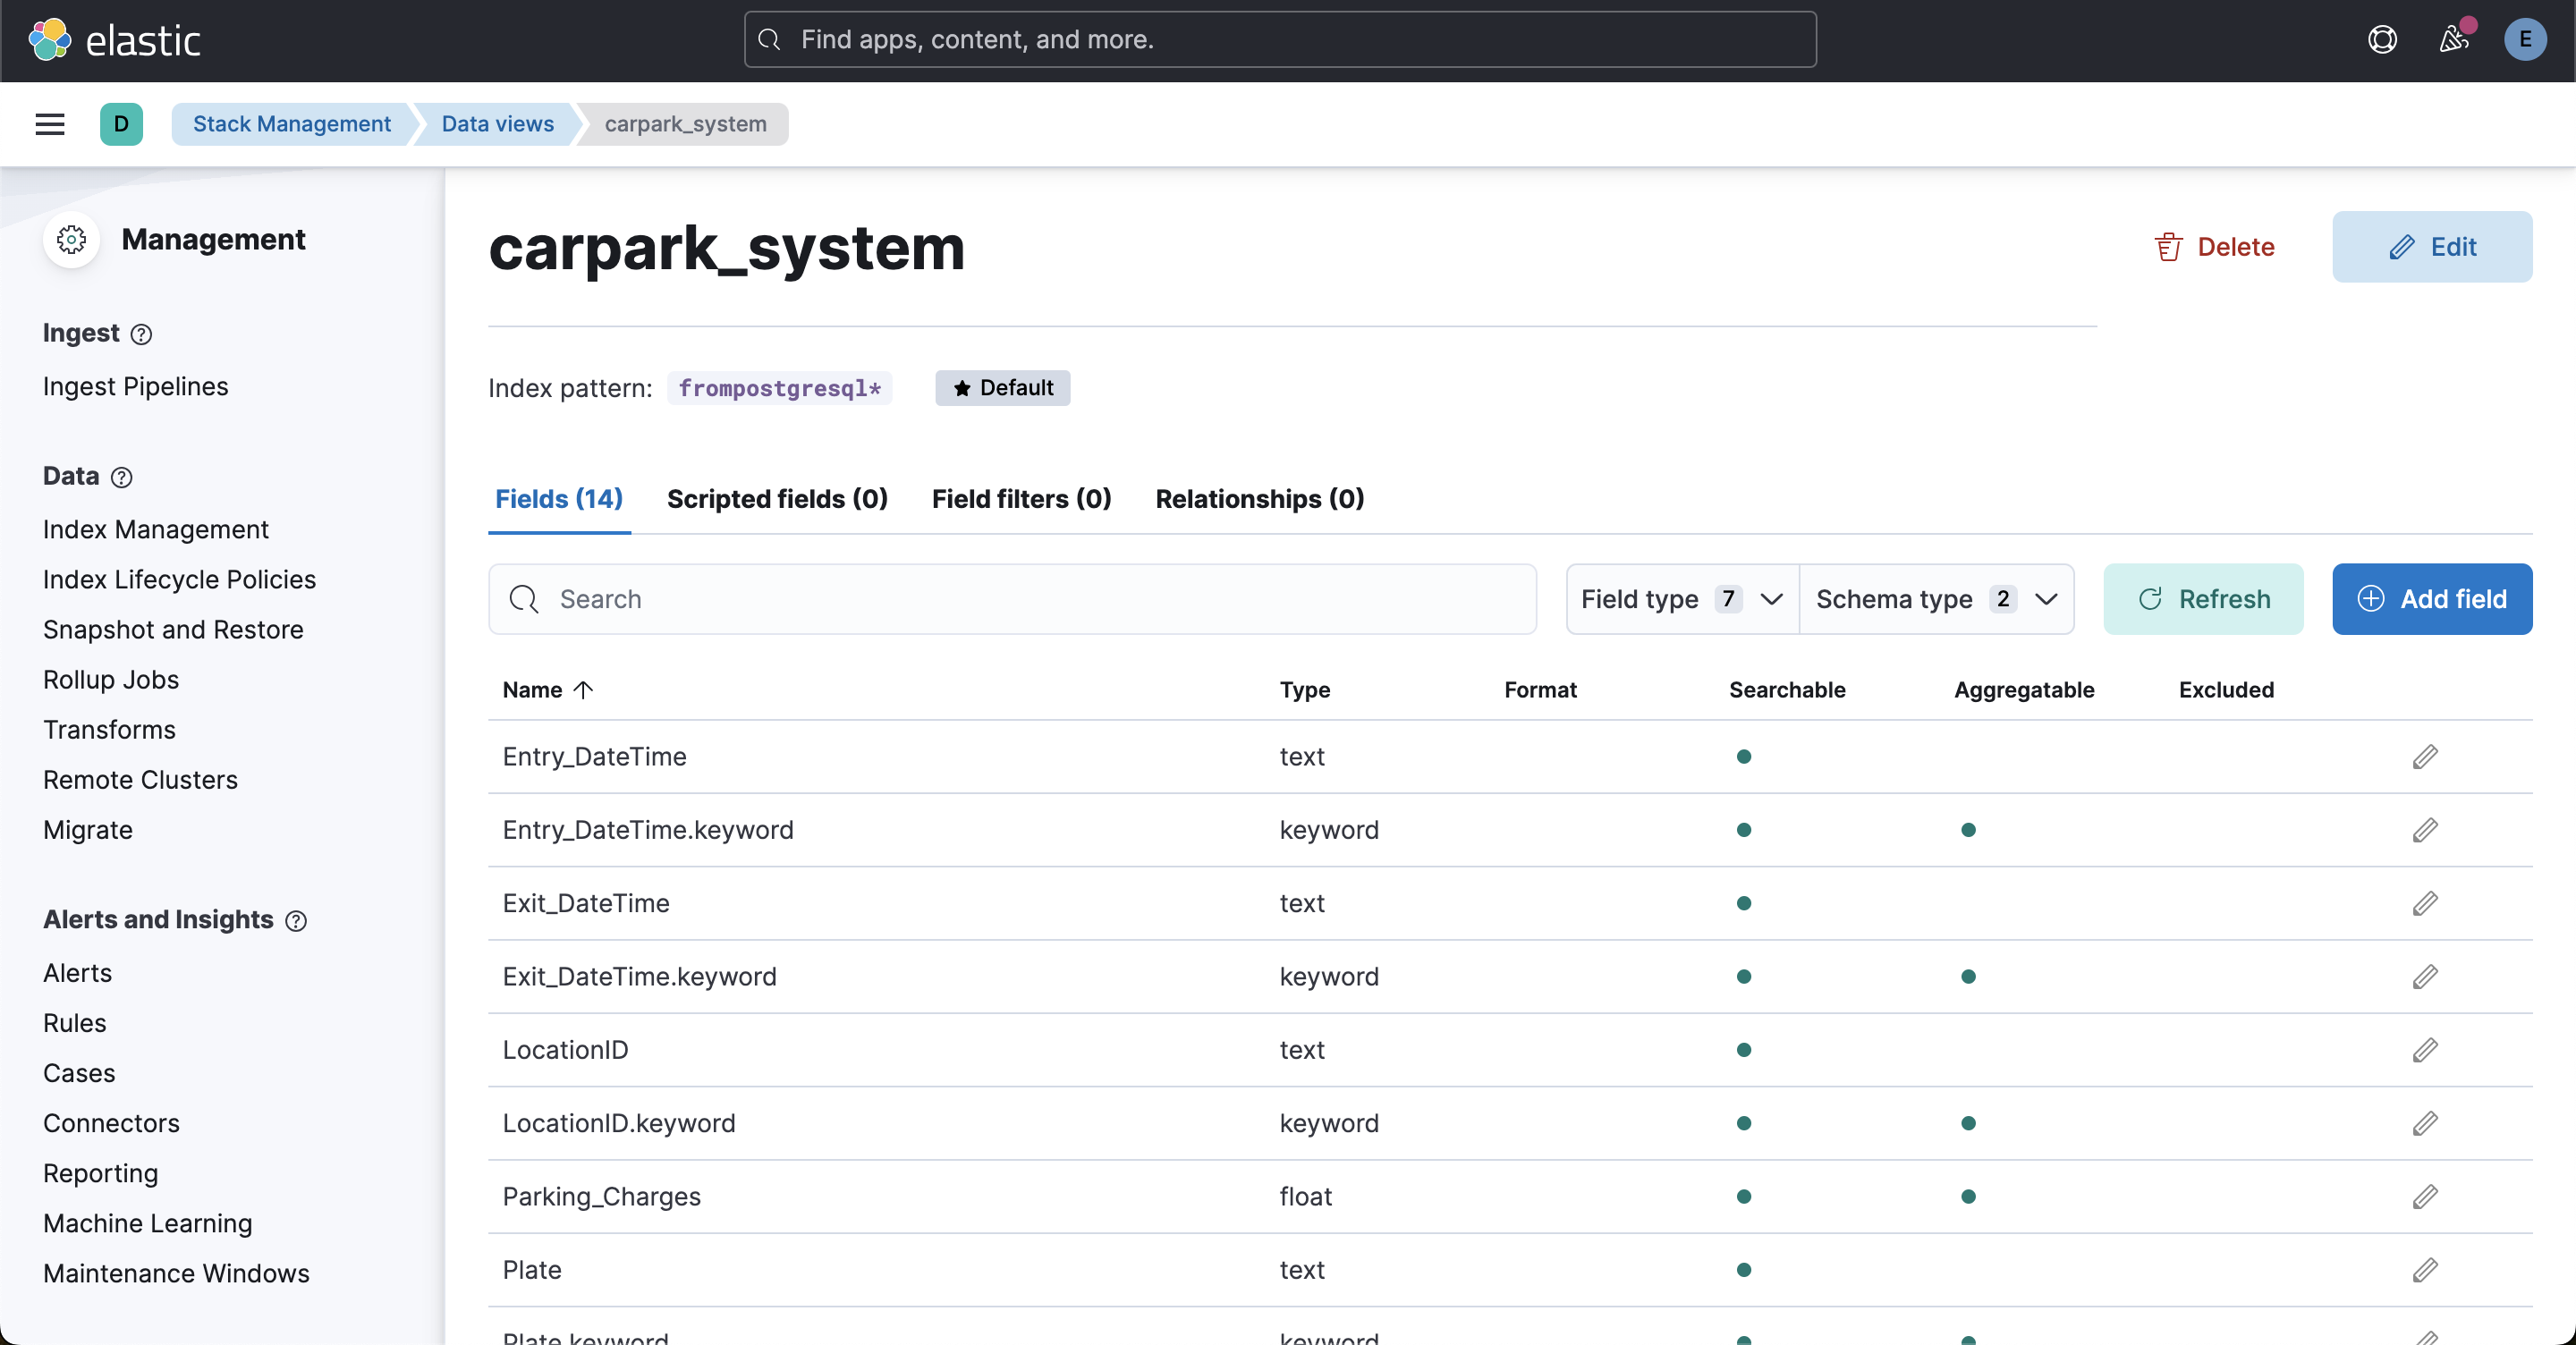 elastic
Find apps, content, and more.
E
D
Stack Management
Data views
carpark_system
Management
Ingest
Ingest Pipelines
Data
Index Management
Index Lifecycle Policies
Snapshot and Restore
Rollup Jobs
Transforms
Remote Clusters
Migrate
Alerts and Insights
Alerts
Rules
Cases
Connectors
Reporting
Machine Learning
Maintenance Windows
carpark_system
Delete
Edit
Index pattern: frompostgresql* Default
Fields (14) Scripted fields (0) Field filters (0) Relationships (0)
Search
Field type 7
Schema type 2
Refresh
Add field
Name Type Format Searchable Aggregatable Excluded
Entry_DateTime text
Entry_DateTime.keyword keyword
Exit_DateTime text
Exit_DateTime.keyword keyword
LocationID text
LocationID.keyword keyword
Parking_Charges float
Plate text
Plate.keyword keyword